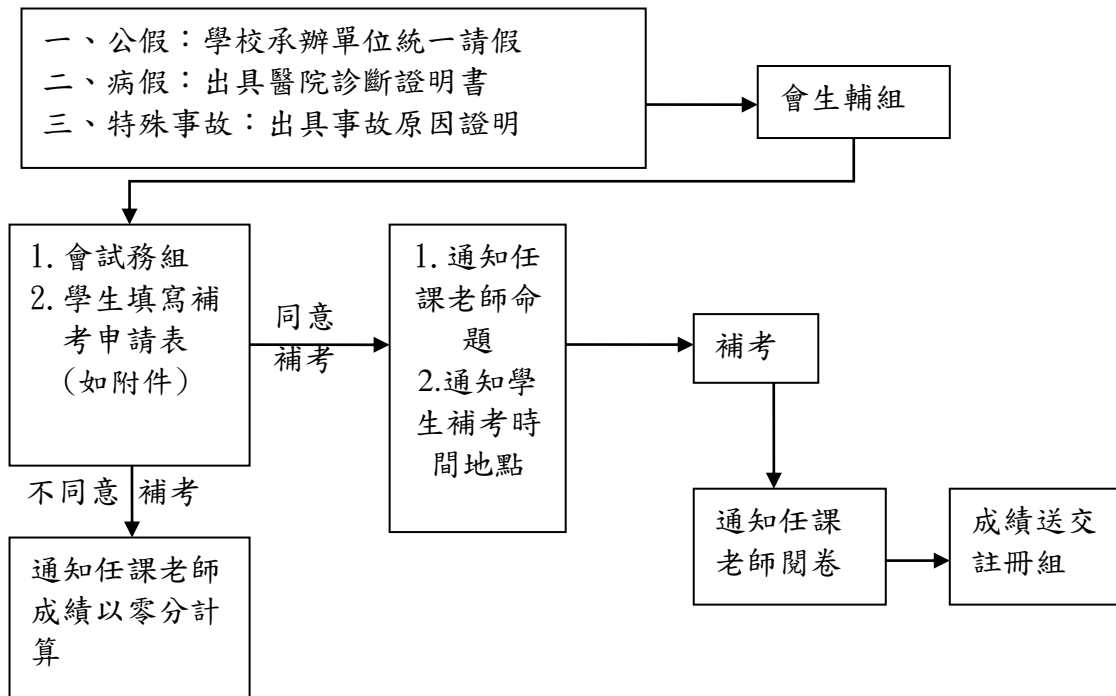 一、公假：學校承辦單位統一請假
二、病假：出具醫院診斷證明書
三、特殊事故：出具事故原因證明
會生輔組
1. 會試務組
2. 學生填寫補
考申請表
（如附件）
同意
補考
1. 通知任
課老師命
題
2.通知學
生補考時
間地點
補考
不同意 補考
通知任課老師
成績以零分計
算
通知任課
老師閱卷
成績送交
註冊組